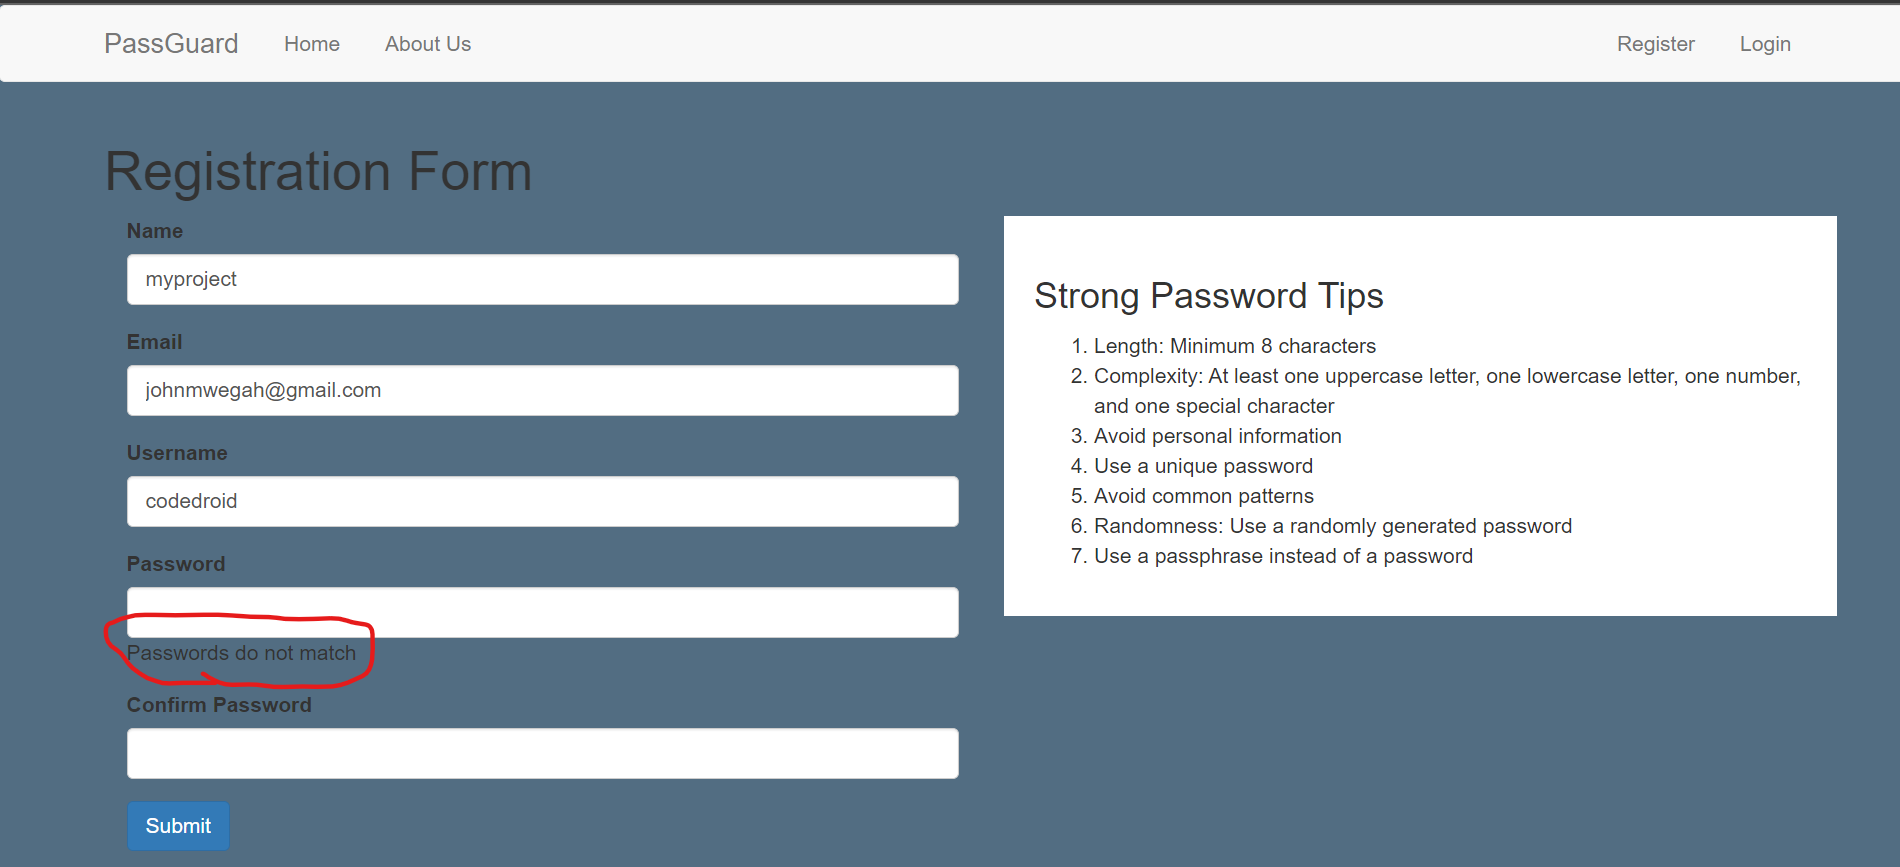 PassGuard Home About Us Register Login
Registration Form
Name
myproject
Email
johnmwegah@gmail.com
Username
codedroid
Password
Passwords do not match
Confirm Password
Submit
Strong Password Tips
1. Length: Minimum 8 characters
2. Complexity: At least one uppercase letter, one lowercase letter, one number,
and one special character
3. Avoid personal information
4. Use a unique password
5. Avoid common patterns
6. Randomness: Use a randomly generated password
7. Use a passphrase instead of a password